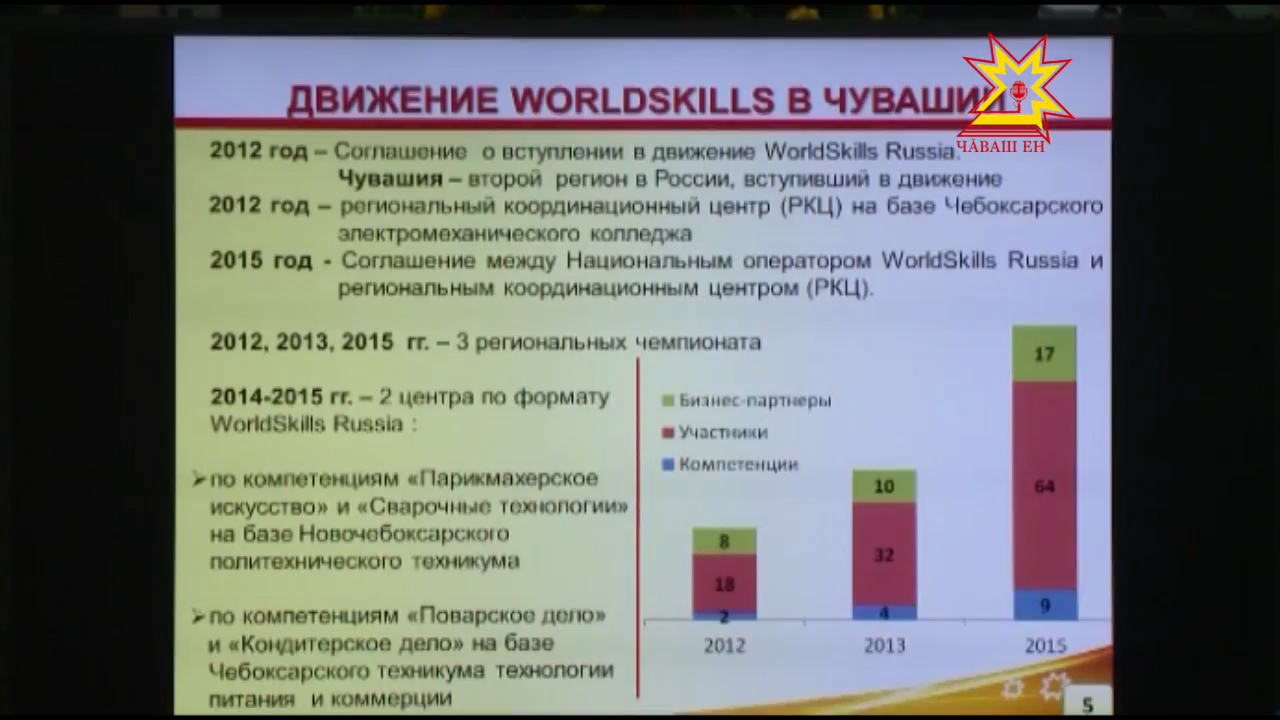 ДВИЖЕНИЕ WORLDSKILLS В ЧУВАШИИ
ЧӐВАШ ЕН
2012 год – Соглашение о вступлении в движение WorldSkills Russia.
Чувашия – второй регион в России, вступивший в движение
2012 год – региональный координационный центр (РКЦ) на базе Чебоксарского
электромеханического колледжа
2015 год - Соглашение между Национальным оператором WorldSkills Russia и
региональным координационным центром (РКЦ).
2012, 2013, 2015 гг. – 3 региональных чемпионата
2014-2015 гг. – 2 центра по формату
WorldSkills Russia :
по компетенциям «Парикмахерское
искусство» и «Сварочные технологии»
на базе Новочебоксарского
политехнического техникума
по компетенциям «Поварское дело»
и «Кондитерское дело» на базе
Чебоксарского техникума технологии
питания и коммерции
Бизнес-партнеры
Участники
Компетенции
8
18
2
10
32
4
17
64
9
2012 2013 2015
5